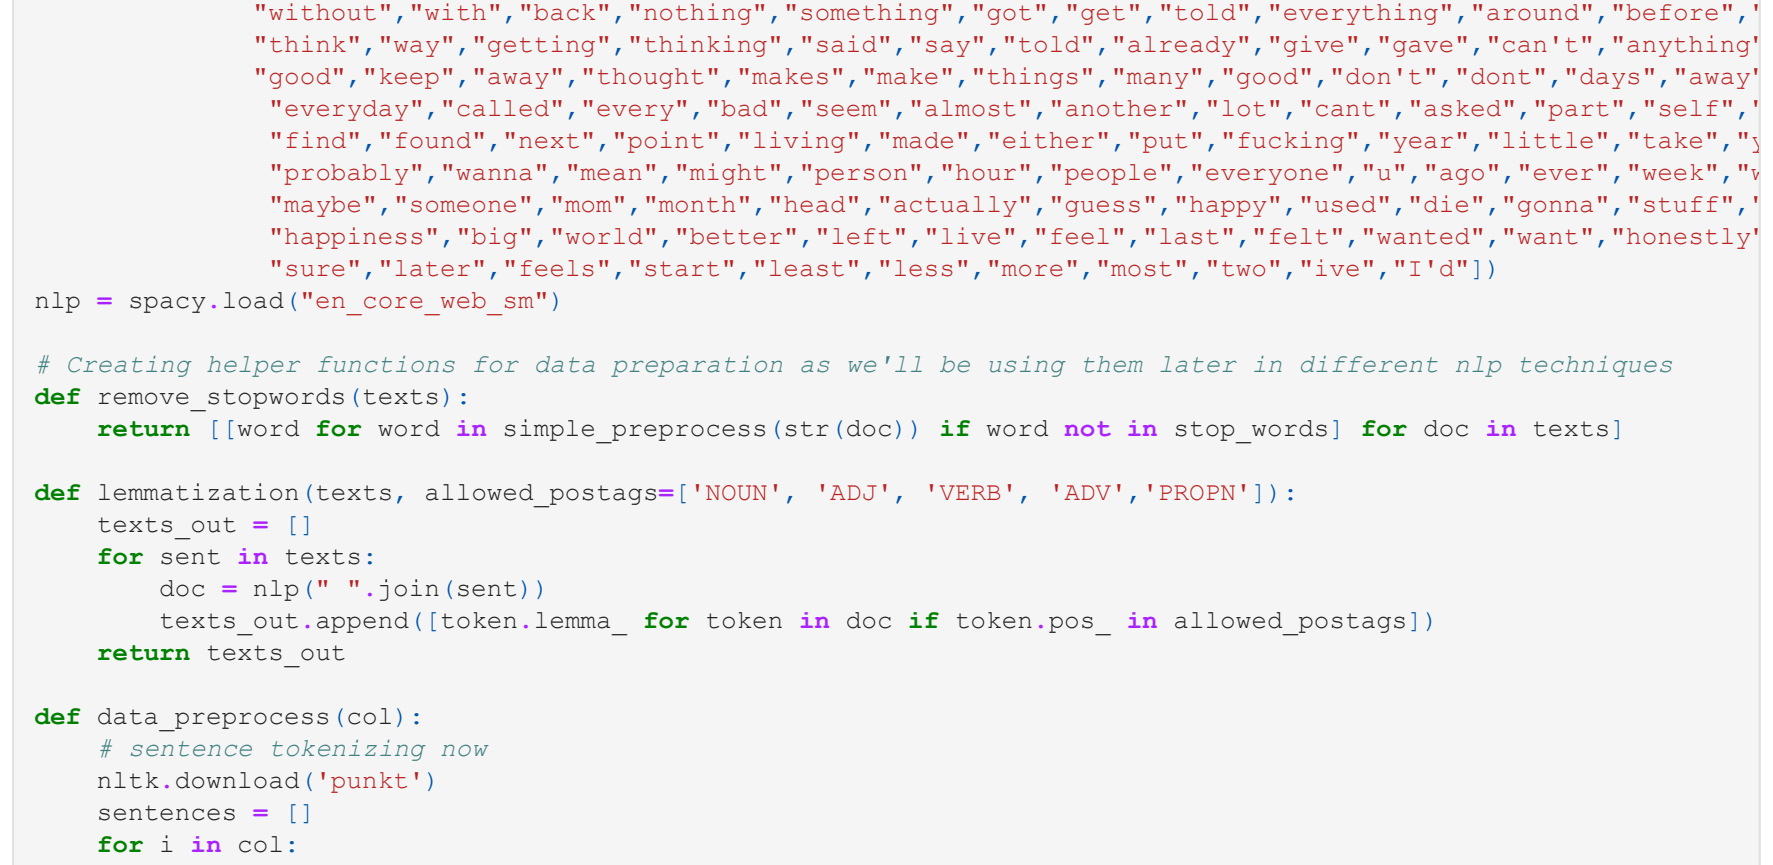 "without","with","back","nothing","something","got","get","told","everything","around","before","
"think","way","getting","thinking","said","say","told","already","give","gave","can't","anything"
"good","keep","away","thought","makes","make","things","many","good","don't","dont","days","away"
"everyday","called","every","bad","seem","almost","another","lot","cant","asked","part","self","
"find","found","next","point","living","made","either","put","fucking","year","little","take","y
"probably","wanna","mean","might","person","hour","people","everyone","u","ago","ever","week","w
"maybe","someone","mom","month","head","actually","guess","happy","used","die","gonna","stuff","
"happiness","big","world","better","left","live","feel","last","felt","wanted","want","honestly"
"sure","later","feels","start","least","less","more","most","two","ive","I'd"])
nlp = spacy.load("en_core_web_sm")
# Creating helper functions for data preparation as we'll be using them later in different nlp techniques
def remove_stopwords(texts):
    return [[word for word in simple_preprocess(str(doc)) if word not in stop_words] for doc in texts]
def lemmatization(texts, allowed_postags=['NOUN', 'ADJ', 'VERB', 'ADV','PROPN']):
    texts_out = []
    for sent in texts:
        doc = nlp(" ".join(sent))
        texts_out.append([token.lemma_ for token in doc if token.pos_ in allowed_postags])
    return texts_out
def data_preprocess(col):
    # sentence tokenizing now
    nltk.download('punkt')
    sentences = []
    for i in col: